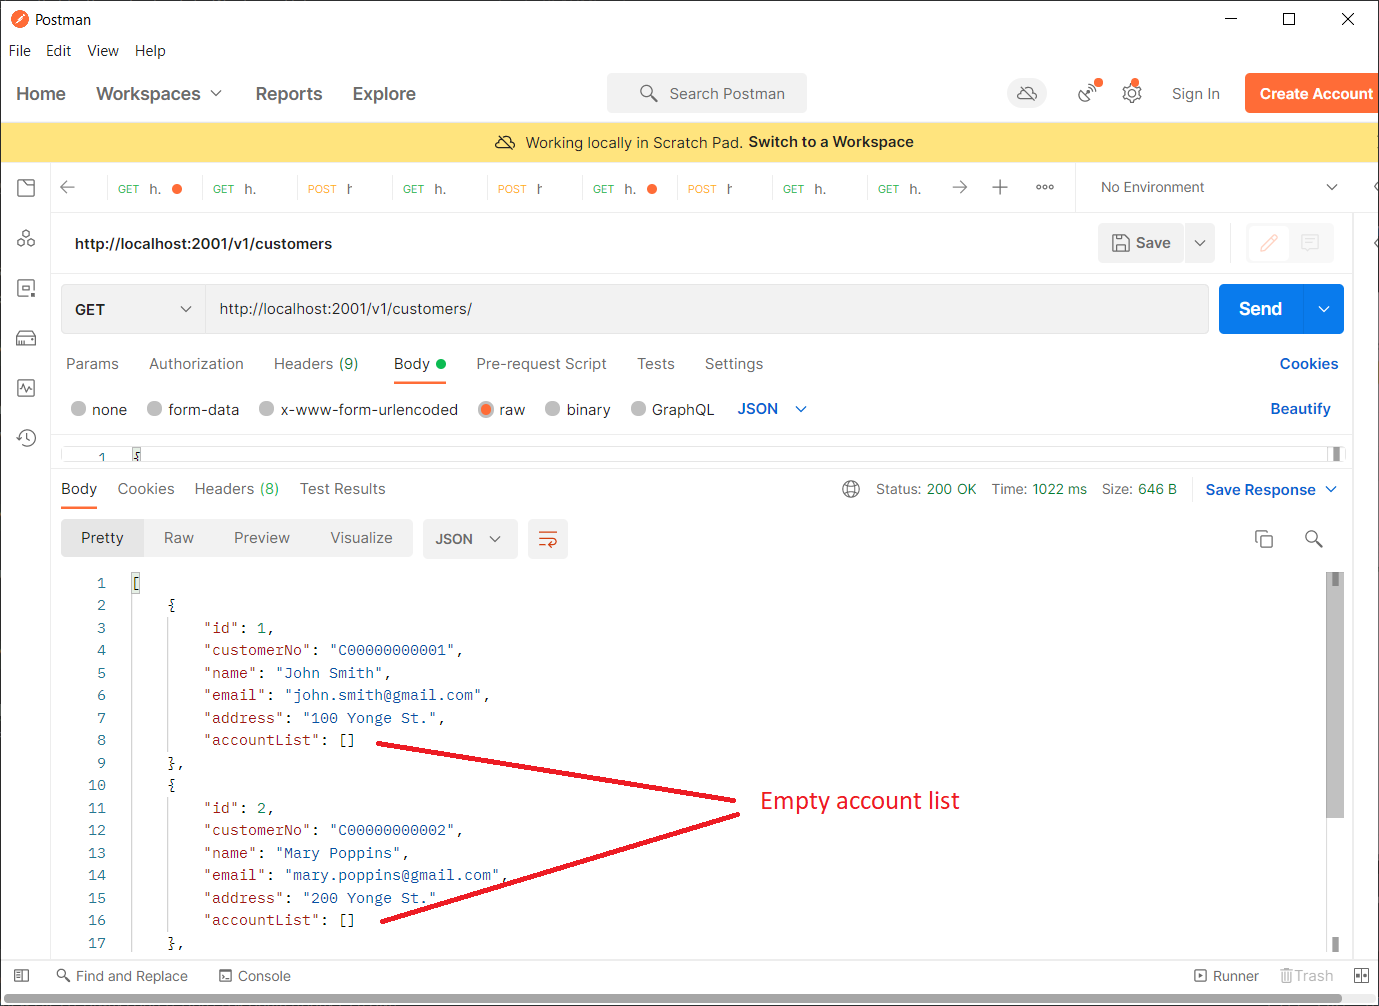 Postman
File Edit View Help
Home Workspaces Reports Explore Search Postman Sign In Create Account
Working locally in Scratch Pad. Switch to a Workspace
GET h. GET h. POST GET h. POST GET h. POST GET h. GET h. No Environment
http://localhost:2001/v1/customers Save
GET http://localhost:2001/v1/customers/ Send
Params Authorization Headers (9) Body Pre-request Script Tests Settings Cookies
none form-data x-www-form-urlencoded raw binary GraphQL JSON Beautify
1 {
Body Cookies Headers (8) Test Results Status: 200 OK Time: 1022 ms Size: 646 B Save Response
Pretty Raw Preview Visualize JSON
1 [
2 {
3 "id": 1,
4 "customerNo": "C00000000001",
5 "name": "John Smith",
6 "email": "john.smith@gmail.com",
7 "address": "100 Yonge St.",
8 "accountList": []
9 },
10 {
Empty account list
11 "id": 2,
12 "customerNo": "C00000000002",
13 "name": "Mary Poppins",
14 "email": "mary.poppins@gmail.com",
15 "address": "200 Yonge St."
16 "accountList": []
17 },
Find and Replace Console Runner Trash